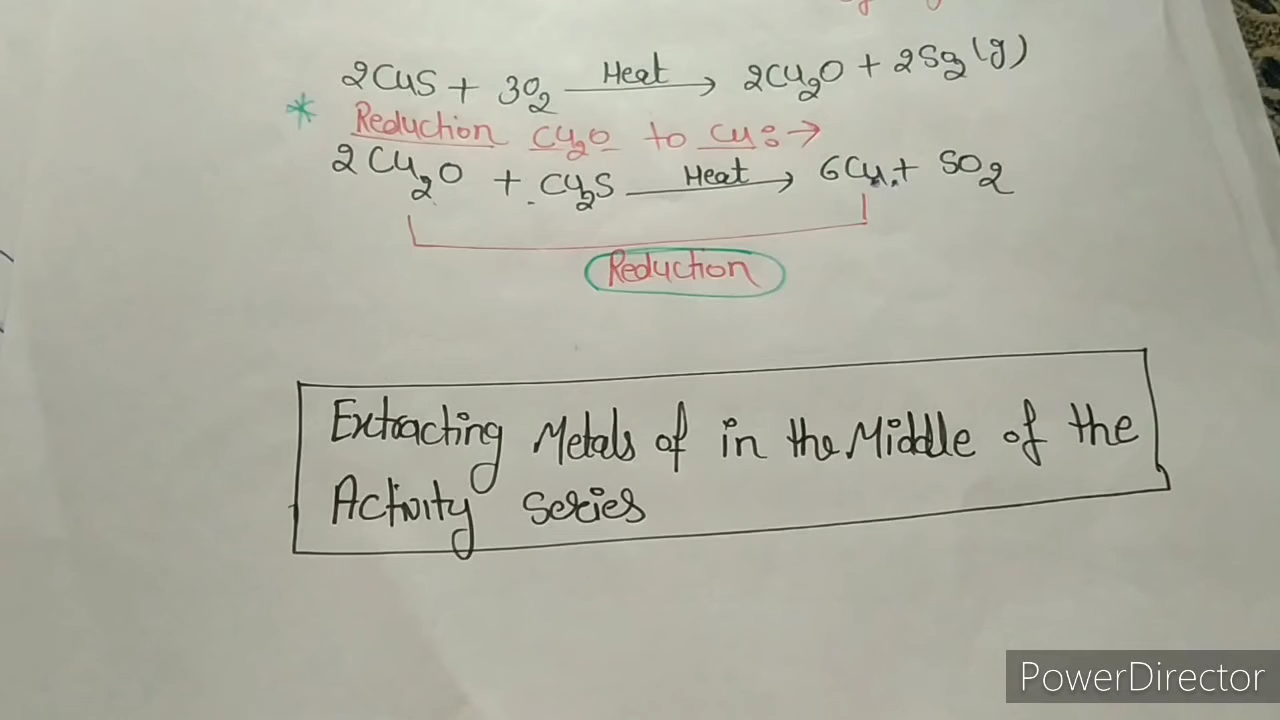 2CuS + 3O₂ Heat → 2Cu₂O + 2SO₂ (g)
* Reduction Cu₂O to Cu:→
2Cu₂O + Cu₂S Heat → 6Cu + SO₂
Reduction
Extracting Metals of in the Middle of the
Activity series
PowerDirector